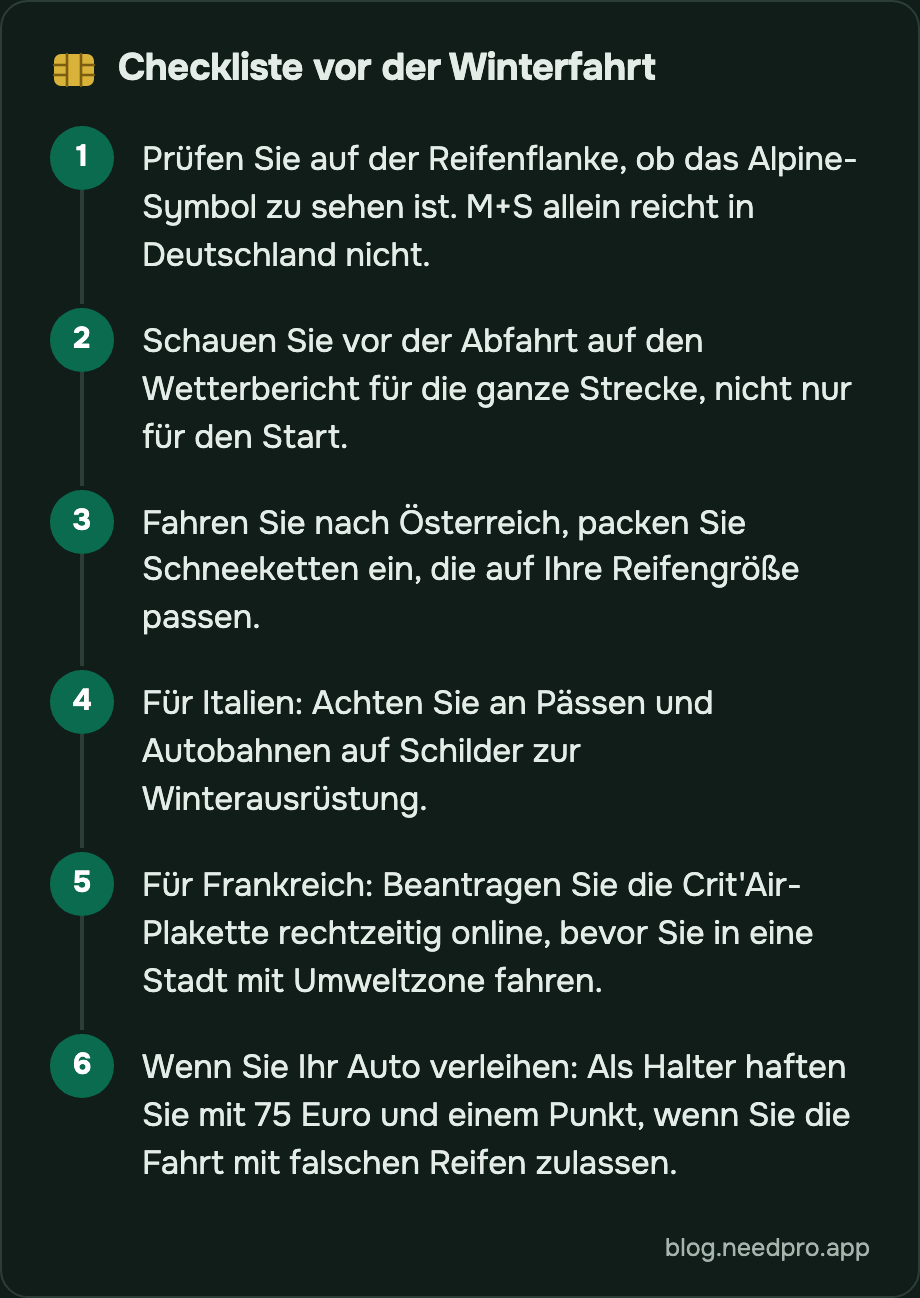 Checkliste vor der Winterfahrt
1
Prüfen Sie auf der Reifenflanke, ob das Alpine-
Symbol zu sehen ist. M+S allein reicht in
Deutschland nicht.
2
Schauen Sie vor der Abfahrt auf den
Wetterbericht für die ganze Strecke, nicht nur
für den Start.
3
Fahren Sie nach Österreich, packen Sie
Schneeketten ein, die auf Ihre Reifengröße
passen.
4
Für Italien: Achten Sie an Pässen und
Autobahnen auf Schilder zur
Winterausrüstung.
5
Für Frankreich: Beantragen Sie die Crit'Air-
Plakette rechtzeitig online, bevor Sie in eine
Stadt mit Umweltzone fahren.
6
Wenn Sie Ihr Auto verleihen: Als Halter haften
Sie mit 75 Euro und einem Punkt, wenn Sie die
Fahrt mit falschen Reifen zulassen.
blog.needpro.app